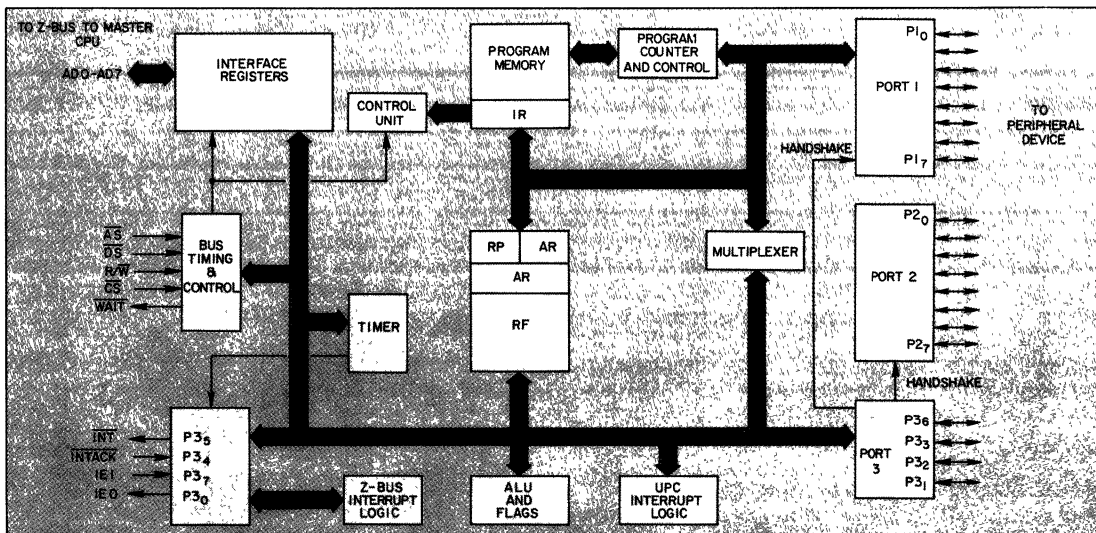 TO Z-BUS TO MASTER
CPU
AD0-AD7
INTERFACE
REGISTERS
CONTROL
UNIT
PROGRAM
MEMORY
IR
PROGRAM
COUNTER
AND CONTROL
P1₀
PORT 1
P1₇
HANDSHAKE
TO
PERIPHERAL
DEVICE
AS
DS
R/W
CS
WAIT
BUS
TIMING
&
CONTROL
RP
AR
AR
RF
MULTIPLEXER
P2₀
PORT 2
P2₇
HANDSHAKE
TIMER
INT
INTACK
IEI
IEO
P3₅
P3₄
P3₇
P3₀
Z-BUS
INTERRUPT
LOGIC
ALU
AND
FLAGS
UPC
INTERRUPT
LOGIC
PORT
3
P3₆
P3₃
P3₂
P3₁